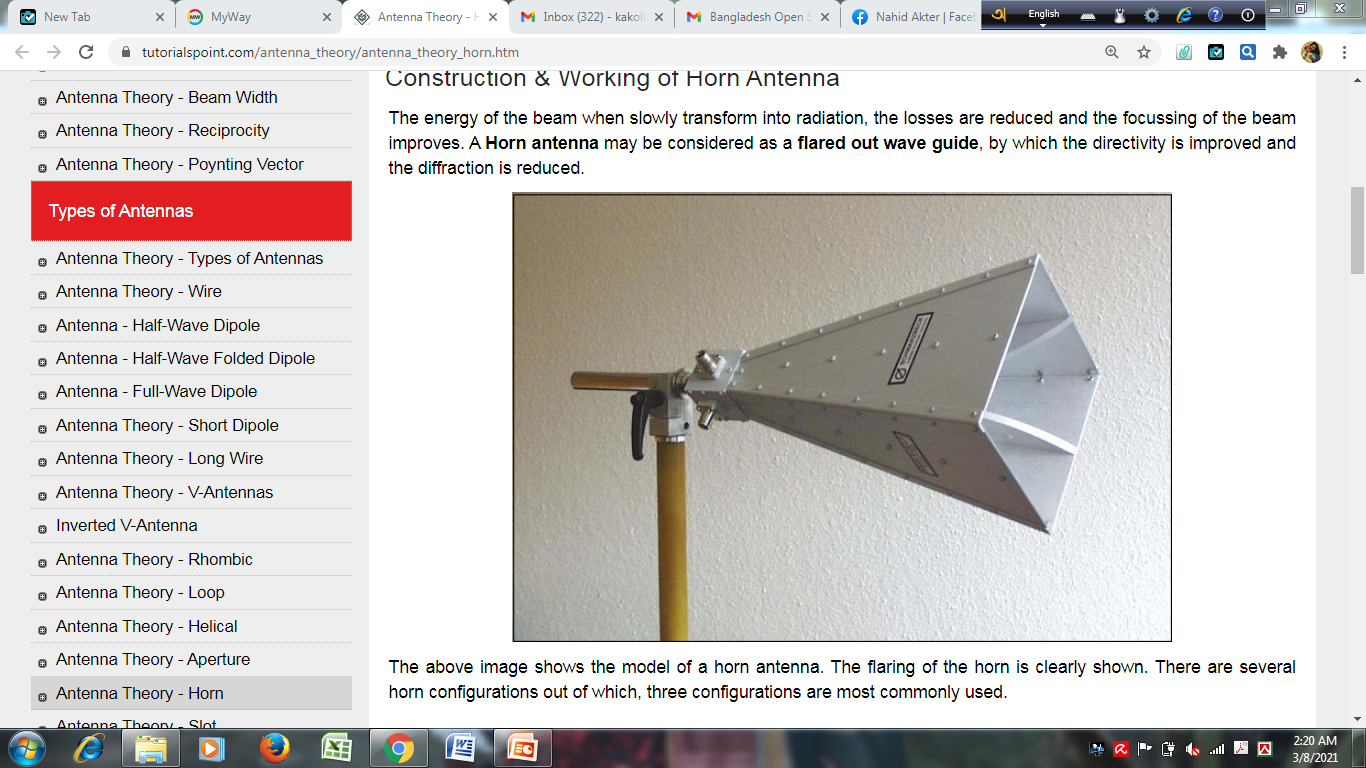 New Tab
MyWay
Antenna Theory - H
Inbox (322) - kakoli
Bangladesh Open S
Nahid Akter | Face
English
tutorialspoint.com/antenna_theory/antenna_theory_horn.htm
Antenna Theory - Beam Width
Antenna Theory - Reciprocity
Antenna Theory - Poynting Vector
Types of Antennas
Antenna Theory - Types of Antennas
Antenna Theory - Wire
Antenna - Half-Wave Dipole
Antenna - Half-Wave Folded Dipole
Antenna - Full-Wave Dipole
Antenna Theory - Short Dipole
Antenna Theory - Long Wire
Antenna Theory - V-Antennas
Inverted V-Antenna
Antenna Theory - Rhombic
Antenna Theory - Loop
Antenna Theory - Helical
Antenna Theory - Aperture
Antenna Theory - Horn
Antenna Theory - Slot
Construction & Working of Horn Antenna
The energy of the beam when slowly transform into radiation, the losses are reduced and the focussing of the beam
improves. A Horn antenna may be considered as a flared out wave guide, by which the directivity is improved and
the diffraction is reduced.
The above image shows the model of a horn antenna. The flaring of the horn is clearly shown. There are several
horn configurations out of which, three configurations are most commonly used.
2:20 AM
3/8/2021